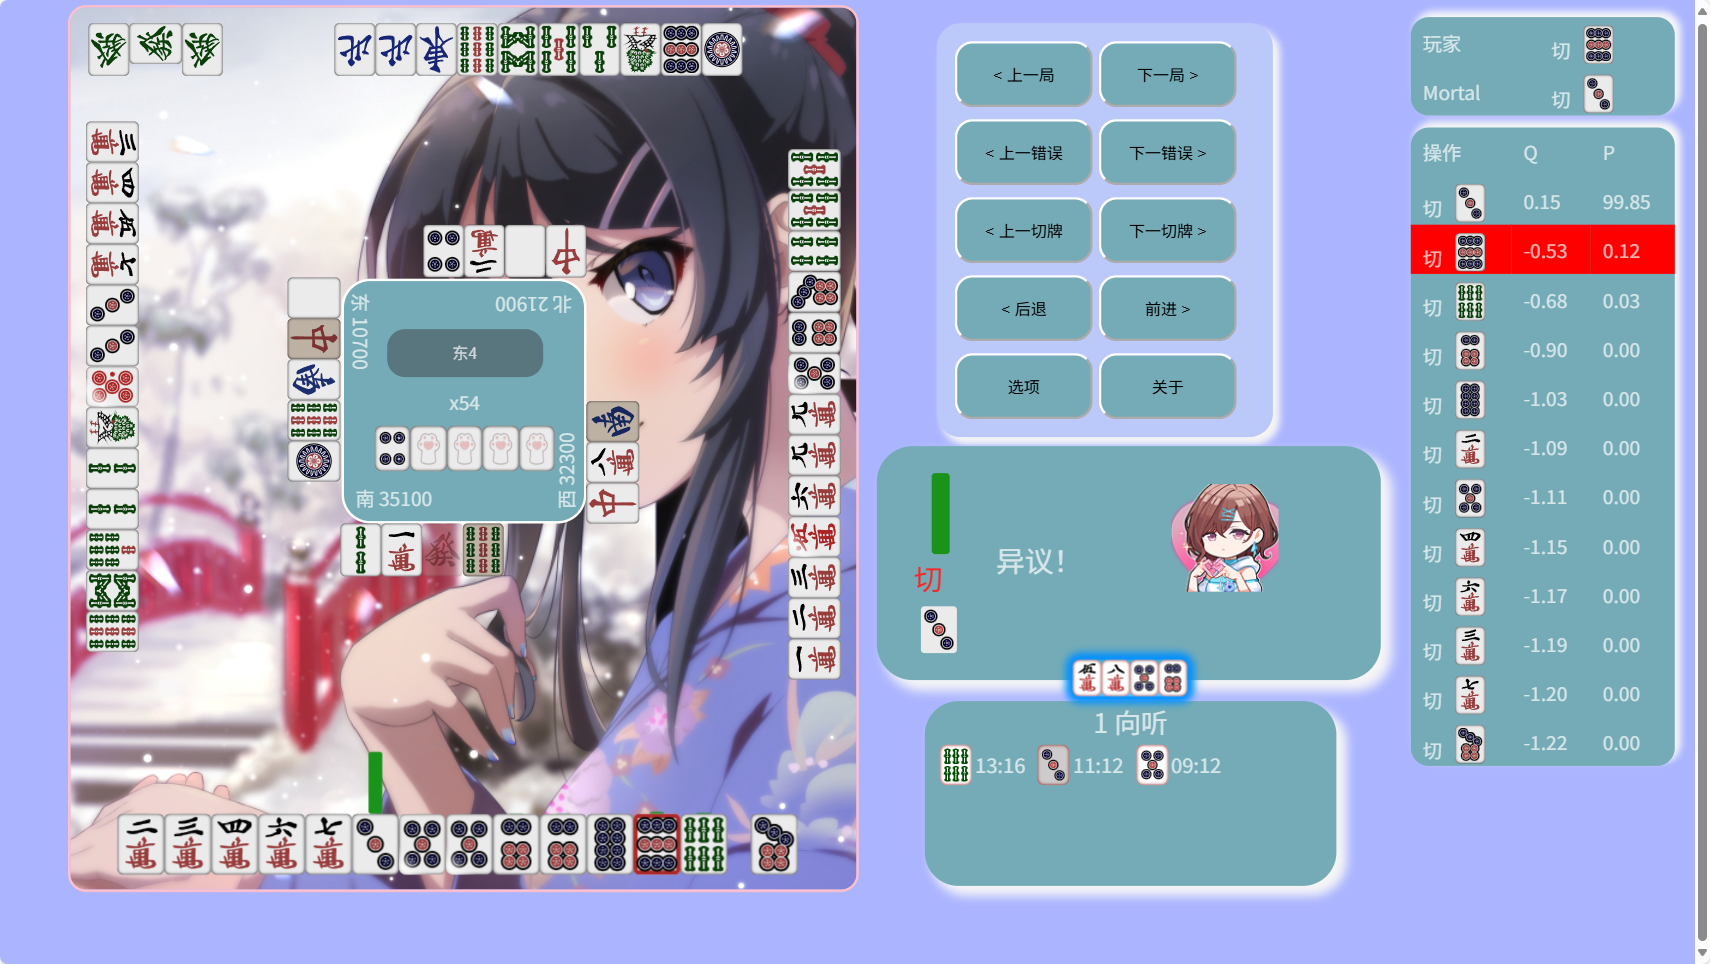 东 10700
北 21900
东4
x54
南 35100
西 32300
< 上一局
下一局 >
< 上一错误
下一错误 >
< 上一切牌
下一切牌 >
< 后退
前进 >
选项
关于
切
异议！
1 向听
13:16
11:12
09:12
玩家 切
Mortal 切
操作 Q P
切 0.15 99.85
切 -0.53 0.12
切 -0.68 0.03
切 -0.90 0.00
切 -1.03 0.00
切 -1.09 0.00
切 -1.11 0.00
切 -1.15 0.00
切 -1.17 0.00
切 -1.19 0.00
切 -1.20 0.00
切 -1.22 0.00